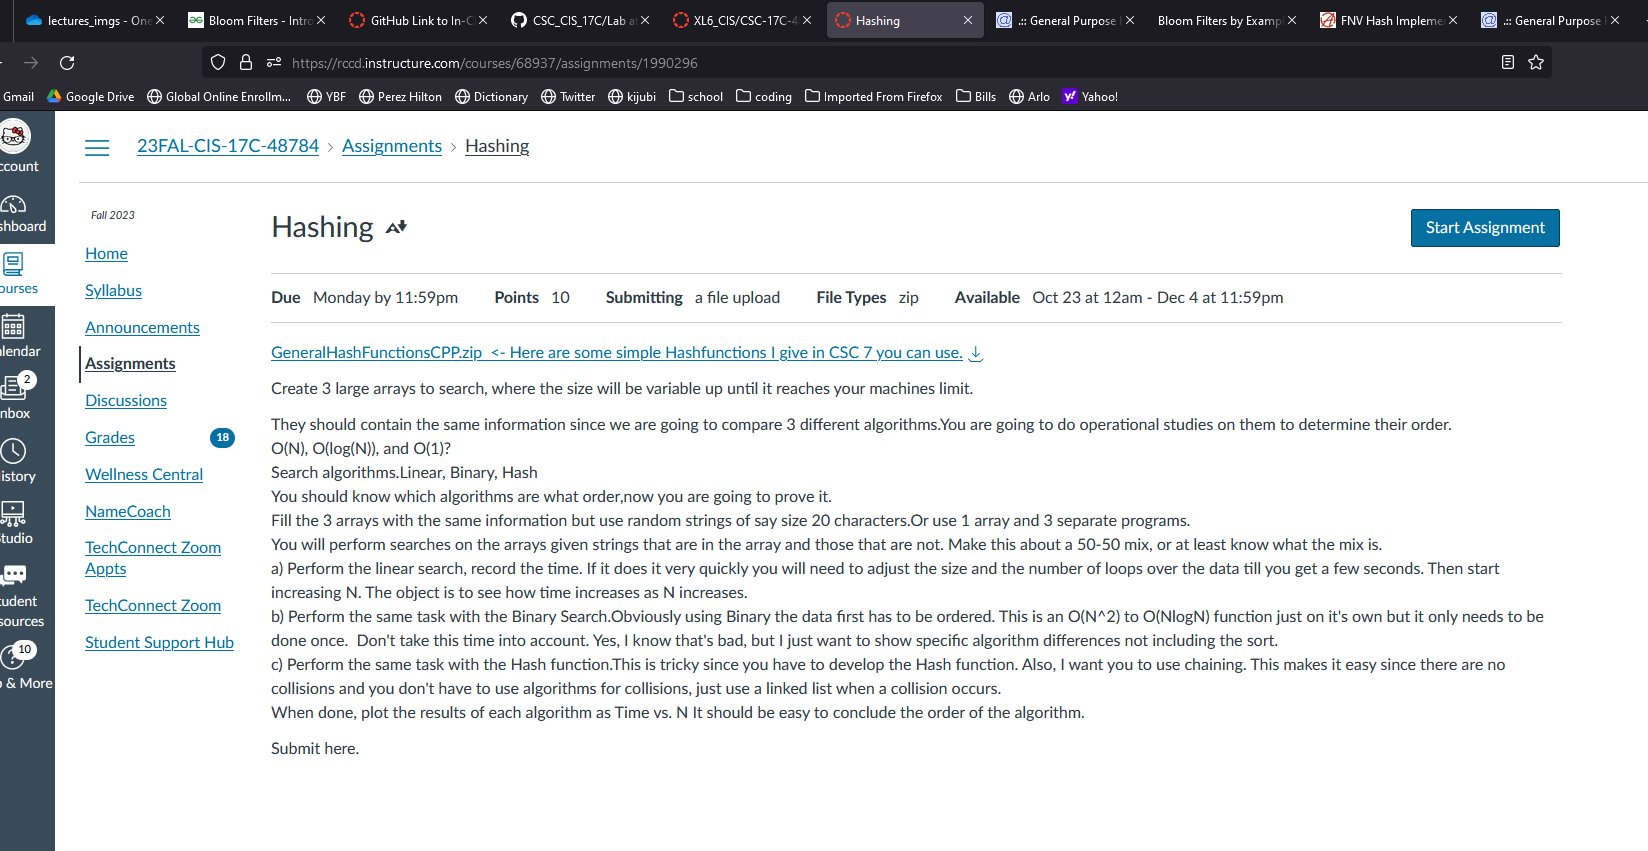 lectures_imgs - One
Bloom Filters - Intro
GitHub Link to In-Cl
CSC_CIS_17C/Lab at
XL6_CIS/CSC-17C-4
Hashing
.:: General Purpose
Bloom Filters by Examp
FNV Hash Impleme
.:: General Purpose
https://rccd.instructure.com/courses/68937/assignments/1990296
Gmail
Google Drive
Global Online Enrollm...
YBF
Perez Hilton
Dictionary
Twitter
kijubi
school
coding
Imported From Firefox
Bills
Arlo
Yahoo!
ccount
shboard
ourses
lendar
2
nbox
istory
tudio
tudent
sources
10
p & More
23FAL-CIS-17C-48784 > Assignments > Hashing
Fall 2023
Home
Syllabus
Announcements
Assignments
Discussions
Grades 18
Wellness Central
NameCoach
TechConnect Zoom
Appts
TechConnect Zoom
Student Support Hub
Hashing
Start Assignment
Due Monday by 11:59pm Points 10 Submitting a file upload File Types zip Available Oct 23 at 12am - Dec 4 at 11:59pm
GeneralHashFunctionsCPP.zip <- Here are some simple Hashfunctions I give in CSC 7 you can use.
Create 3 large arrays to search, where the size will be variable up until it reaches your machines limit.
They should contain the same information since we are going to compare 3 different algorithms.You are going to do operational studies on them to determine their order.
O(N), O(log(N)), and O(1)?
Search algorithms.Linear, Binary, Hash
You should know which algorithms are what order,now you are going to prove it.
Fill the 3 arrays with the same information but use random strings of say size 20 characters.Or use 1 array and 3 separate programs.
You will perform searches on the arrays given strings that are in the array and those that are not. Make this about a 50-50 mix, or at least know what the mix is.
a) Perform the linear search, record the time. If it does it very quickly you will need to adjust the size and the number of loops over the data till you get a few seconds. Then start
increasing N. The object is to see how time increases as N increases.
b) Perform the same task with the Binary Search.Obviously using Binary the data first has to be ordered. This is an O(N^2) to O(NlogN) function just on it's own but it only needs to be
done once. Don't take this time into account. Yes, I know that's bad, but I just want to show specific algorithm differences not including the sort.
c) Perform the same task with the Hash function.This is tricky since you have to develop the Hash function. Also, I want you to use chaining. This makes it easy since there are no
collisions and you don't have to use algorithms for collisions, just use a linked list when a collision occurs.
When done, plot the results of each algorithm as Time vs. N It should be easy to conclude the order of the algorithm.
Submit here.